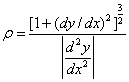 ρ = [1 + (dy / dx)²]^{3/2} / |d²y / dx²|